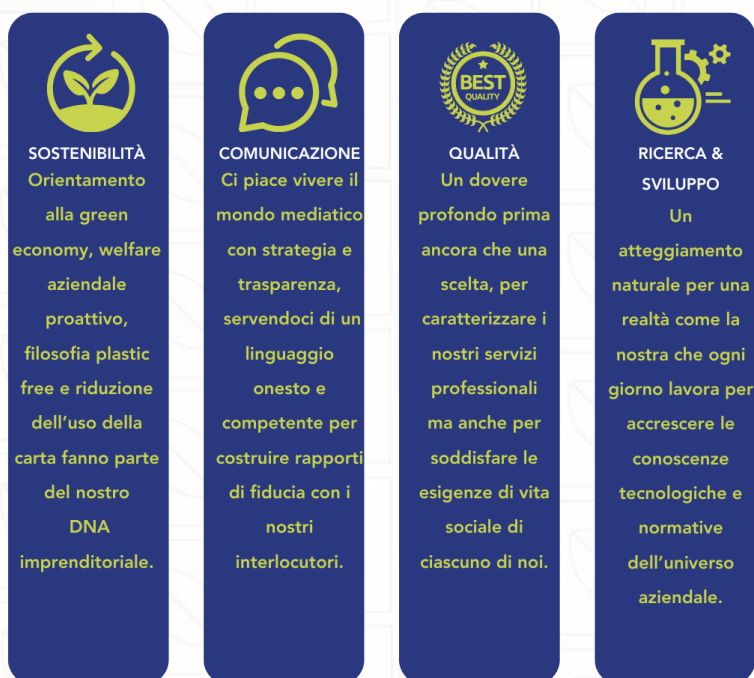 SOSTENIBILITÀ
Orientamento
alla green
economy, welfare
aziendale
proattivo,
filosofia plastic
free e riduzione
dell’uso della
carta fanno parte
del nostro
DNA
imprenditoriale.
COMUNICAZIONE
Ci piace vivere il
mondo mediatico
con strategia e
trasparenza,
servendoci di un
linguaggio
onesto e
competente per
costruire rapporti
di fiducia con i
nostri
interlocutori.
BEST
QUALITY
QUALITÀ
Un dovere
profondo prima
ancora che una
scelta, per
caratterizzare i
nostri servizi
professionali
ma anche per
soddisfare le
esigenze di vita
sociale di
ciascuno di noi.
RICERCA &
SVILUPPO
Un
atteggiamento
naturale per una
realtà come la
nostra che ogni
giorno lavora per
accrescere le
conoscenze
tecnologiche e
normative
dell’universo
aziendale.